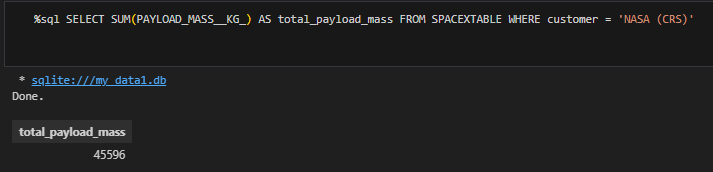 %sql SELECT SUM(PAYLOAD_MASS__KG_) AS total_payload_mass FROM SPACEXTABLE WHERE customer = 'NASA (CRS)'
* sqlite:///my_data1.db
Done.
total_payload_mass
45596